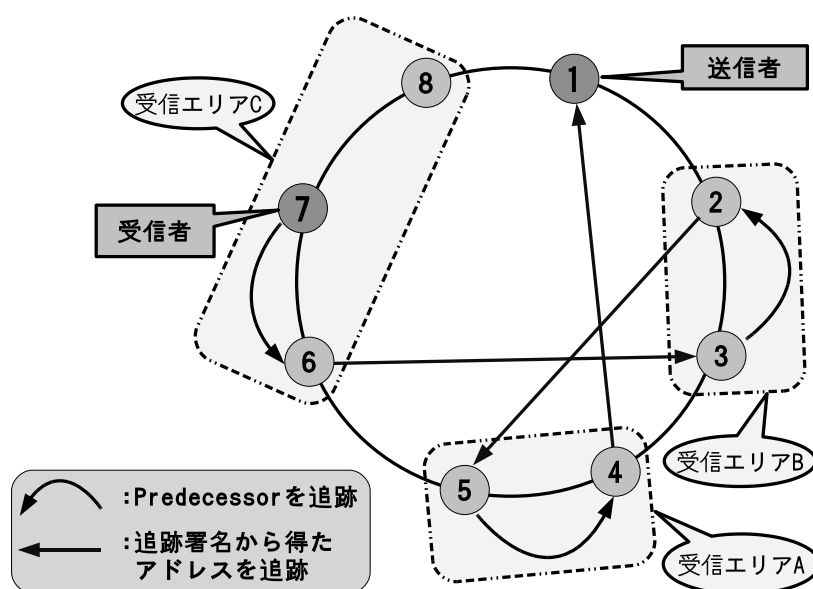 8
1
送信者
受信エリアC
7
2
受信者
6
3
受信エリアB
5
4
:Predecessorを追跡
:追跡署名から得た
アドレスを追跡
受信エリアA